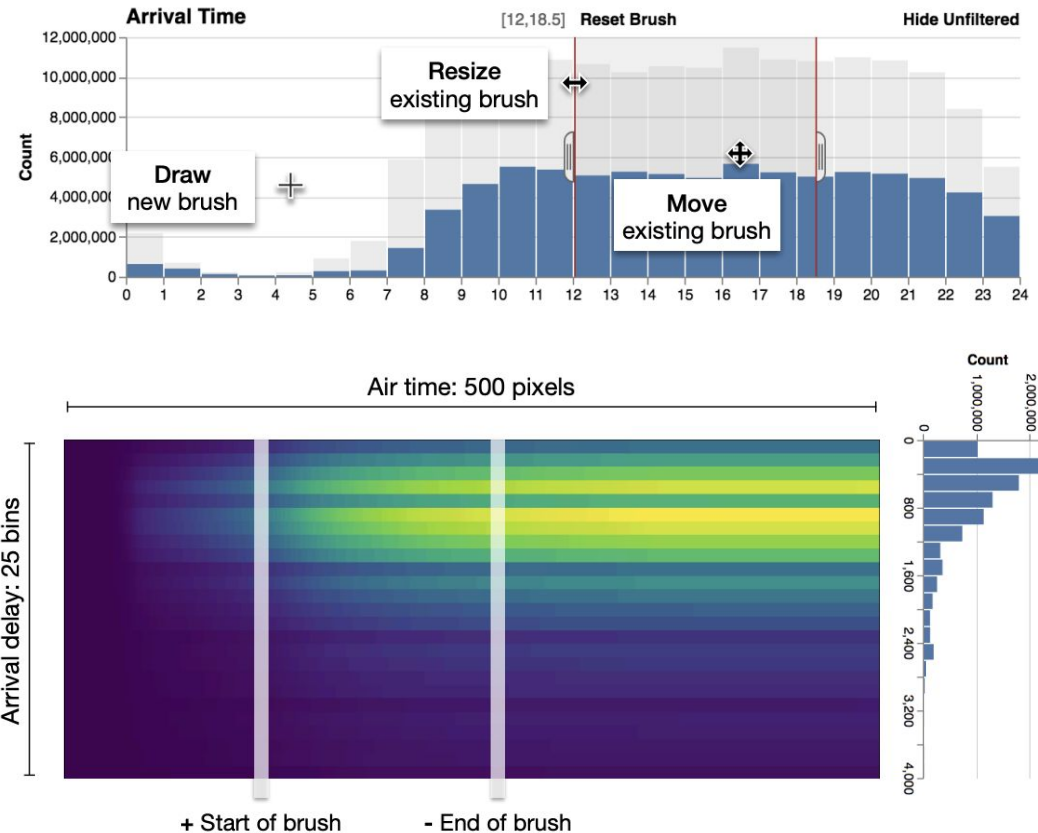 Arrival Time
[12,18.5] Reset Brush
Hide Unfiltered
Count
12,000,000
10,000,000
8,000,000
6,000,000
4,000,000
2,000,000
0
Resize
existing brush
Draw
new brush
Move
existing brush
0 1 2 3 4 5 6 7 8 9 10 11 12 13 14 15 16 17 18 19 20 21 22 23 24
Air time: 500 pixels
Arrival delay: 25 bins
+ Start of brush
- End of brush
Count
0
1,000,000
2,000,000
0
800
1,600
2,400
3,200
4,000